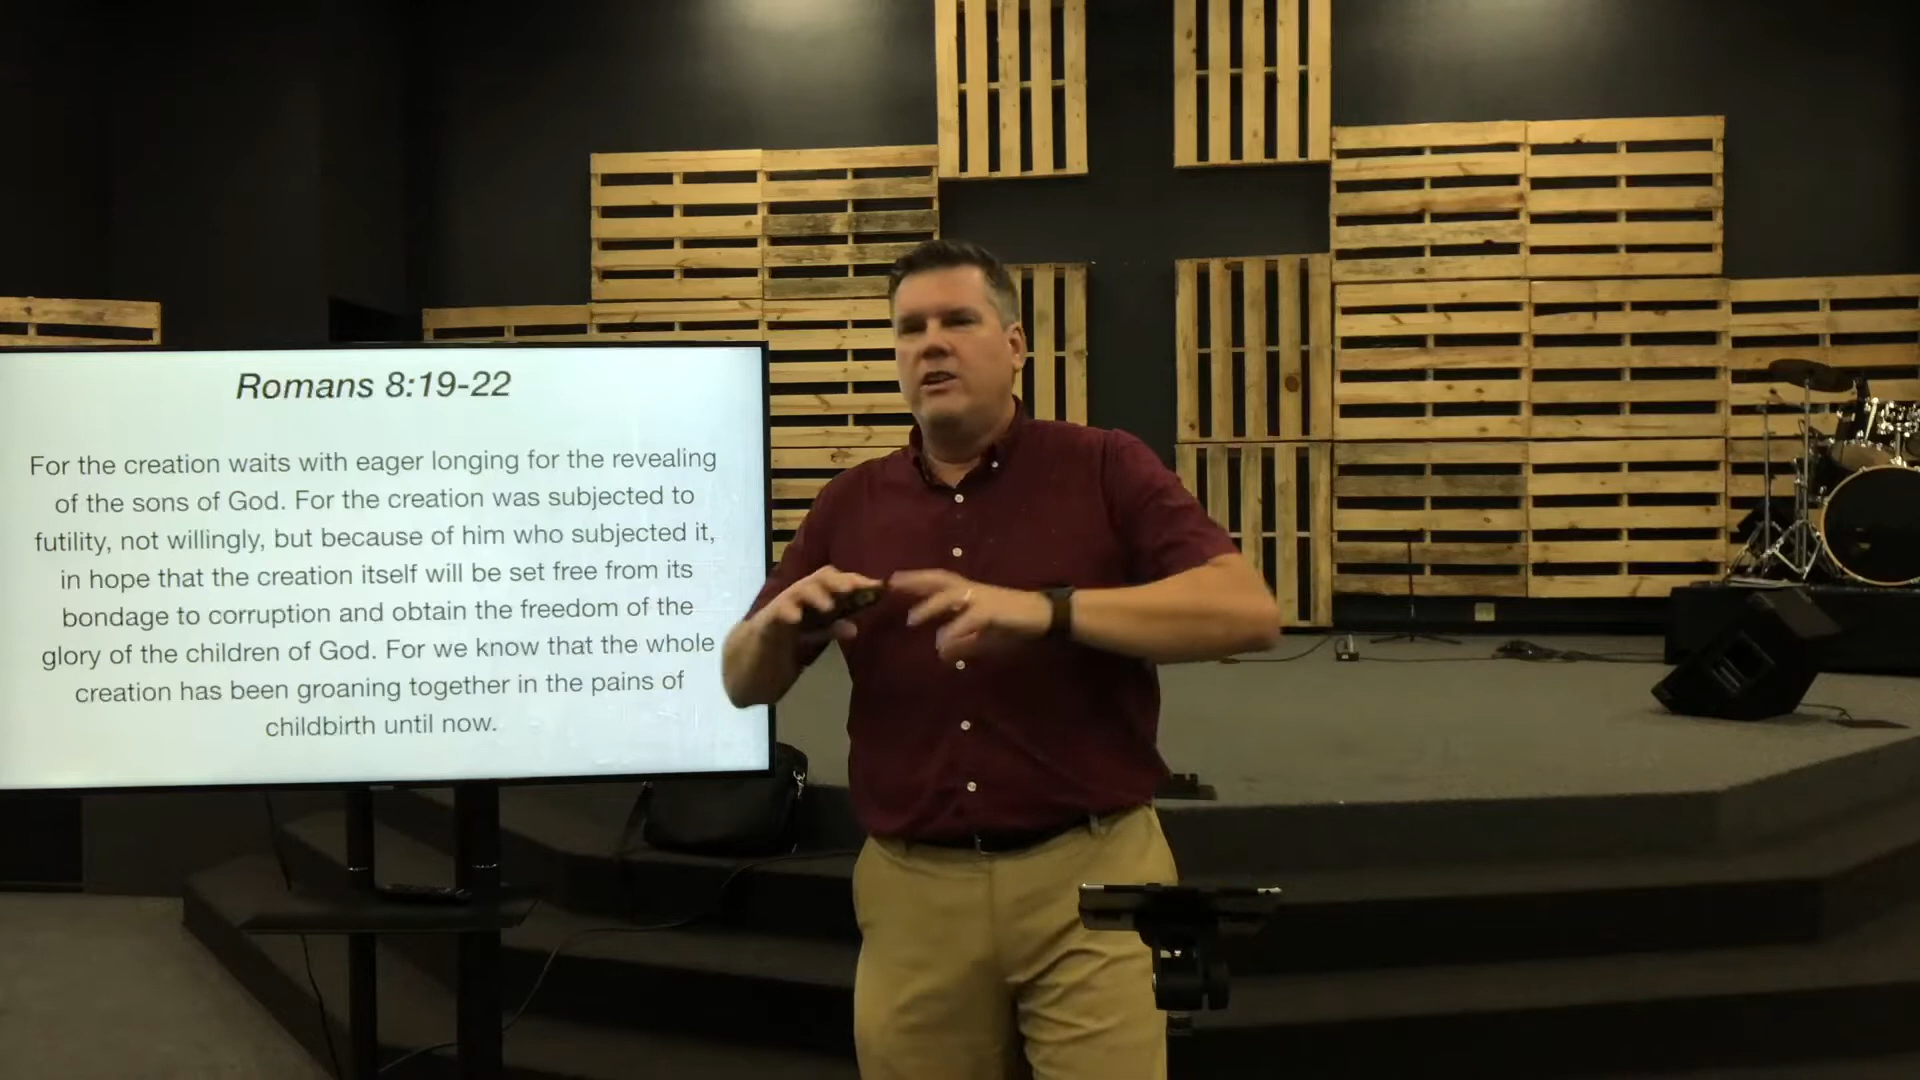 Romans 8:19-22
For the creation waits with eager longing for the revealing
of the sons of God. For the creation was subjected to
futility, not willingly, but because of him who subjected it,
in hope that the creation itself will be set free from its
bondage to corruption and obtain the freedom of the
glory of the children of God. For we know that the whole
creation has been groaning together in the pains of
childbirth until now.